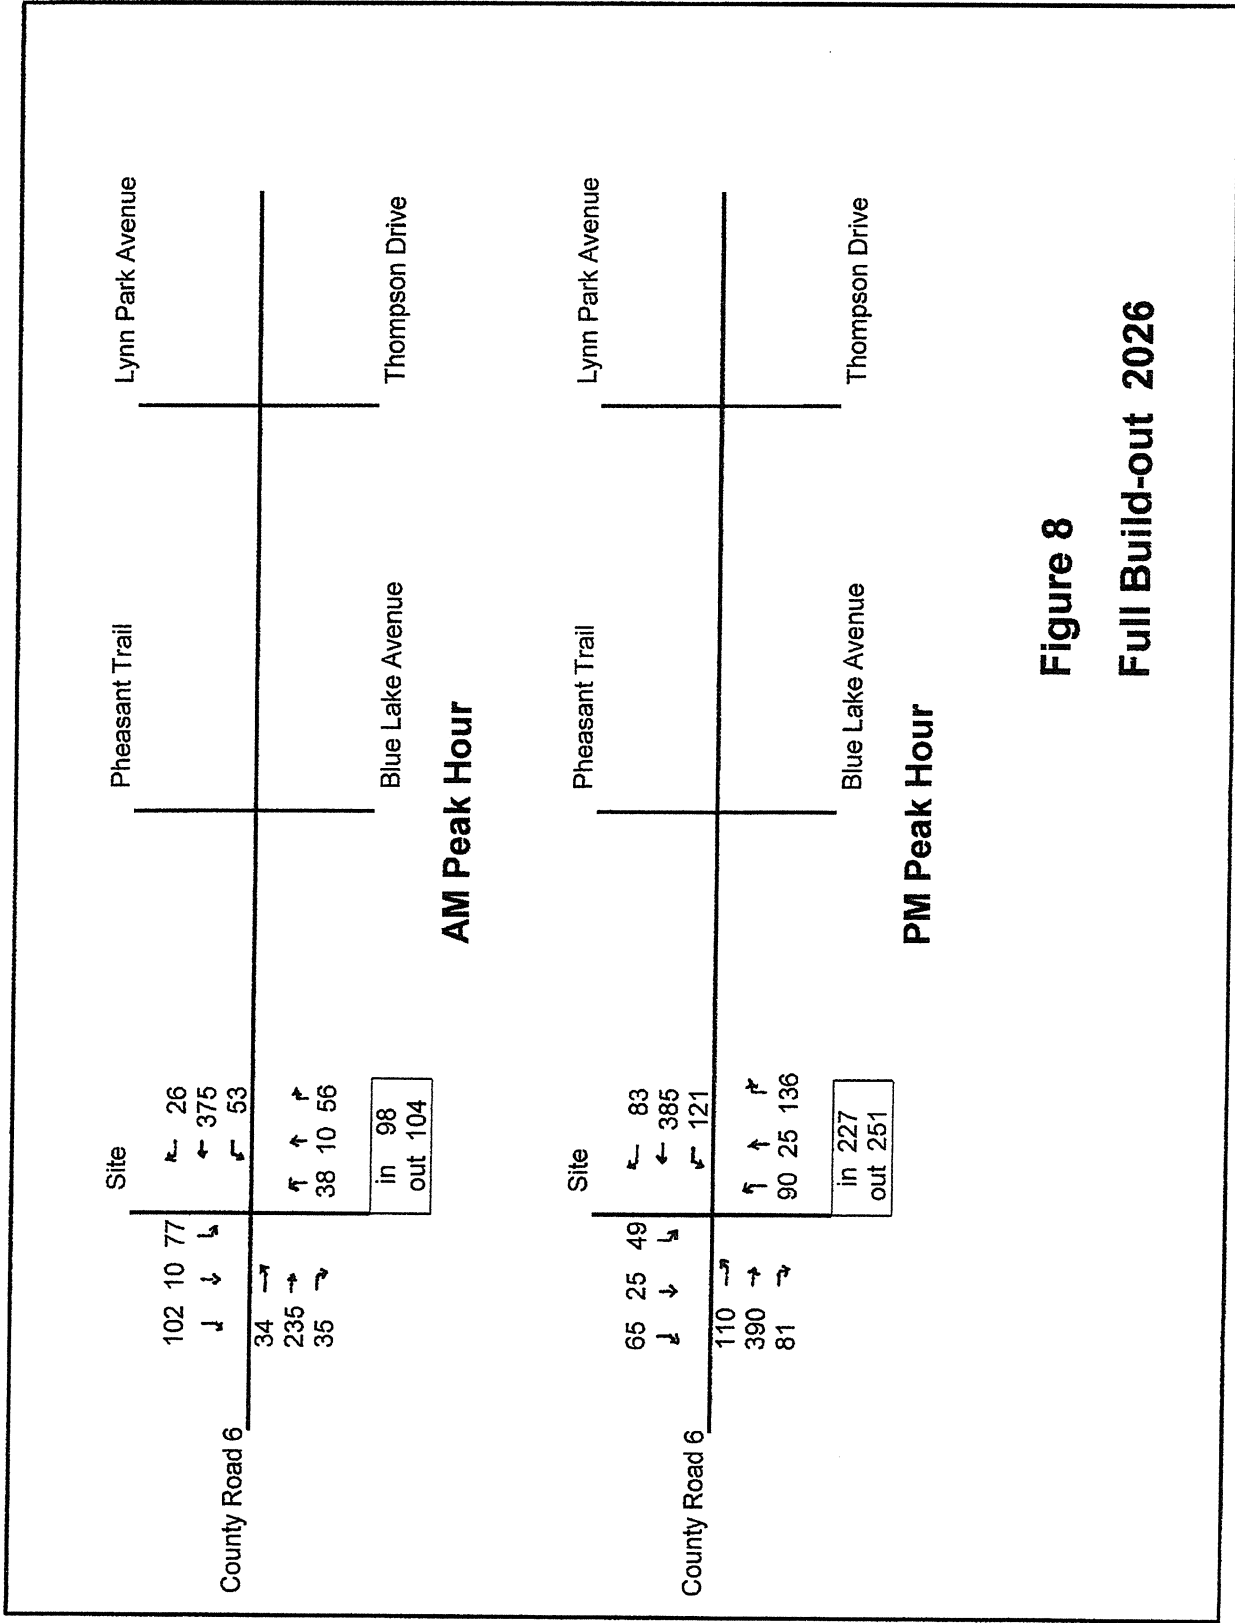 Site
Pheasant Trail
Lynn Park Avenue
102 10 77
26
375
53
County Road 6
34
235
35
38 10 56
in 98
out 104
Blue Lake Avenue
Thompson Drive
AM Peak Hour
Site
Pheasant Trail
Lynn Park Avenue
65 25 49
83
385
121
County Road 6
110
390
81
90 25 136
in 227
out 251
Blue Lake Avenue
Thompson Drive
PM Peak Hour
Figure 8
Full Build-out 2026